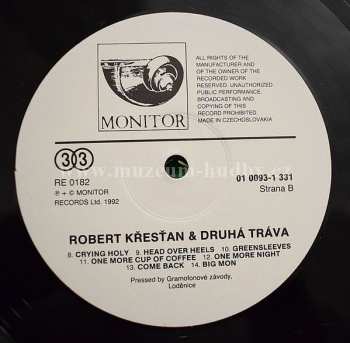 ALL RIGHTS OF THE
MANUFACTURER AND
OF THE OWNER OF THE
RECORDED WORK
RESERVED. UNAUTHORIZED
PUBLIC PERFORMANCE,
BROADCASTING AND
COPYING OF THIS
RECORD PROHIBITED.
MADE IN CZECHOSLOVAKIA
MONITOR
33
RE 0182
℗ + © MONITOR
RECORDS Ltd. 1992
01 0093-1 331
Strana B
www.muzeum-hudby.cz
ROBERT KŘESŤAN & DRUHÁ TRÁVA
8. CRYING HOLY 9. HEAD OVER HEELS 10. GREENSLEEVES
11. ONE MORE CUP OF COFFEE 12. ONE MORE NIGHT
13. COME BACK 14. BIG MON
Pressed by Gramofonové závody,
Loděnice